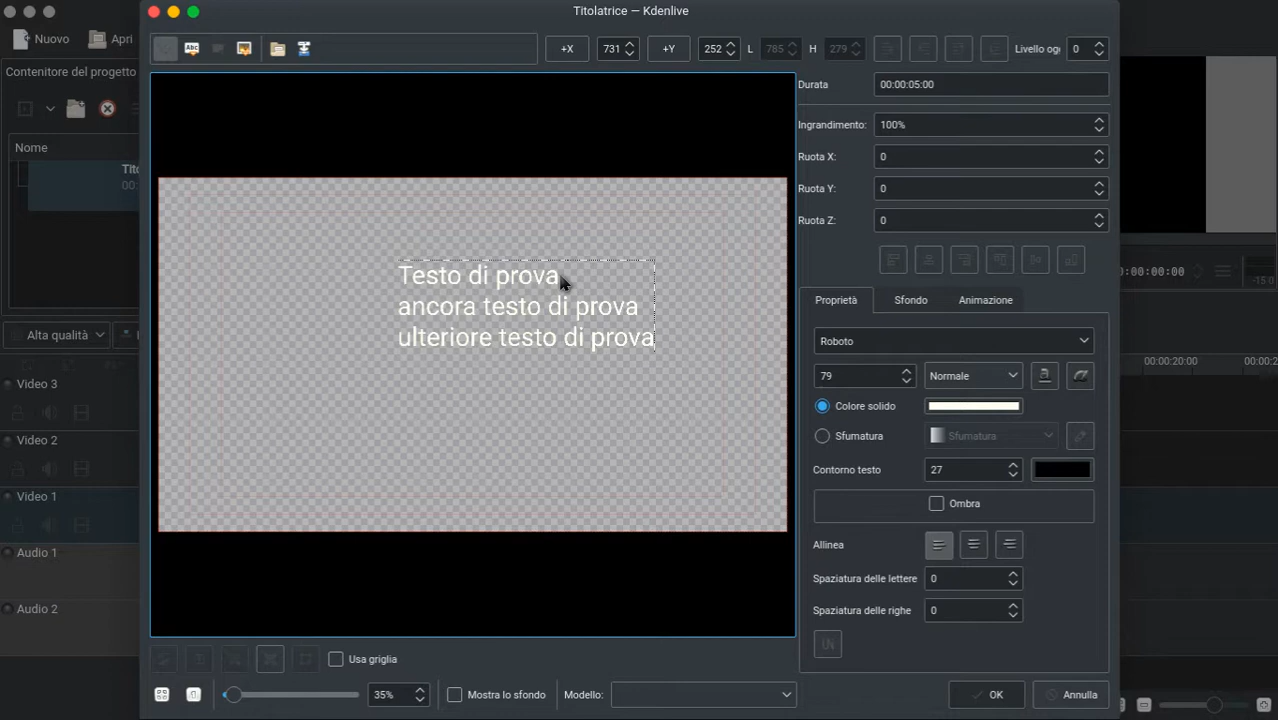 Titolatrice — Kdenlive
Nuovo
Apri
+X
731
+Y
252
L
785
H
279
Livello og
0
Contenitore del progetto
Durata
00:00:05:00
Ingrandimento:
100%
Nome
Ruota X:
0
Tito
00:
Ruota Y:
0
Ruota Z:
0
Testo di prova
ancora testo di prova
ulteriore testo di prova
:00:00:00
-15.0
Proprietà
Sfondo
Animazione
Alta qualità
Roboto
00:00:20:00
79
Normale
Video 3
Colore solido
Sfumatura
Sfumatura
Video 2
Contorno testo
27
Video 1
Ombra
Audio 1
Allinea
Spaziatura delle lettere
0
Audio 2
Spaziatura delle righe
0
Usa griglia
35%
Mostra lo sfondo
Modello:
OK
Annulla